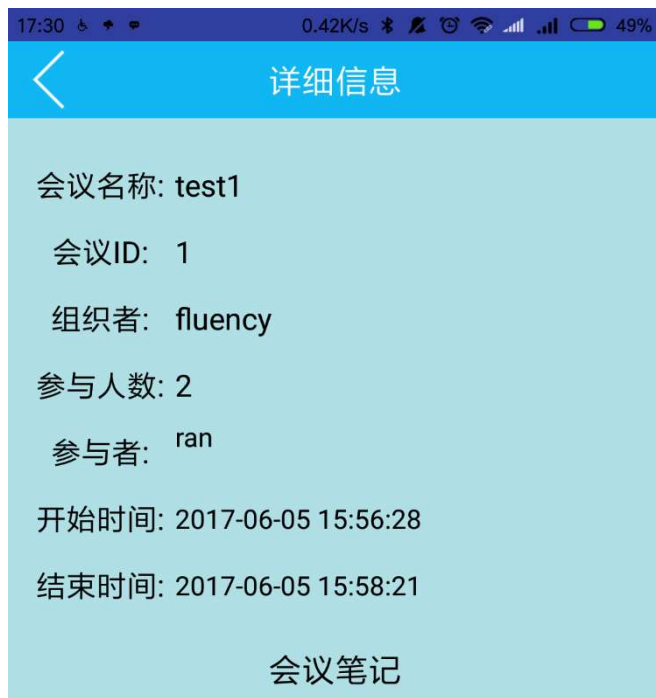 17:30 0.42K/s 49%
详细信息
会议名称: test1
会议ID: 1
组织者: fluency
参与人数: 2
参与者: ran
开始时间: 2017-06-05 15:56:28
结束时间: 2017-06-05 15:58:21
会议笔记